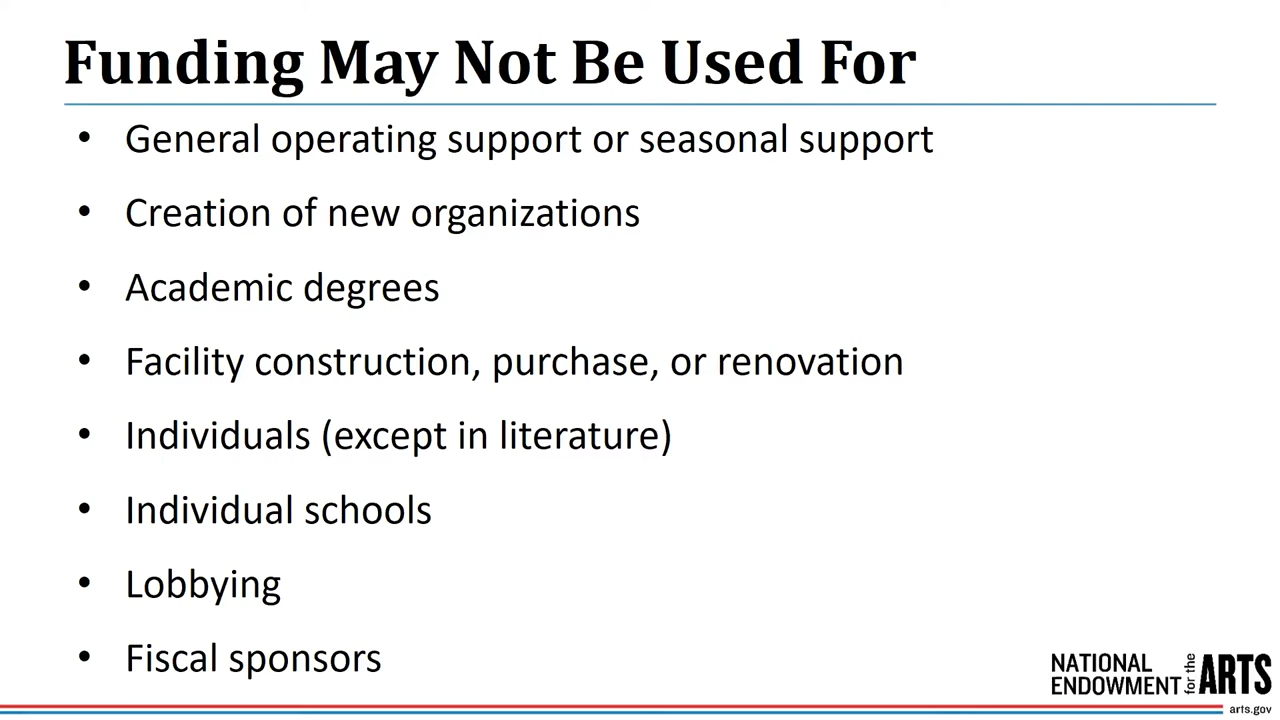 Funding May Not Be Used For
• General operating support or seasonal support
• Creation of new organizations
• Academic degrees
• Facility construction, purchase, or renovation
• Individuals (except in literature)
• Individual schools
• Lobbying
• Fiscal sponsors
NATIONAL
ENDOWMENT
for the
ARTS
arts.gov